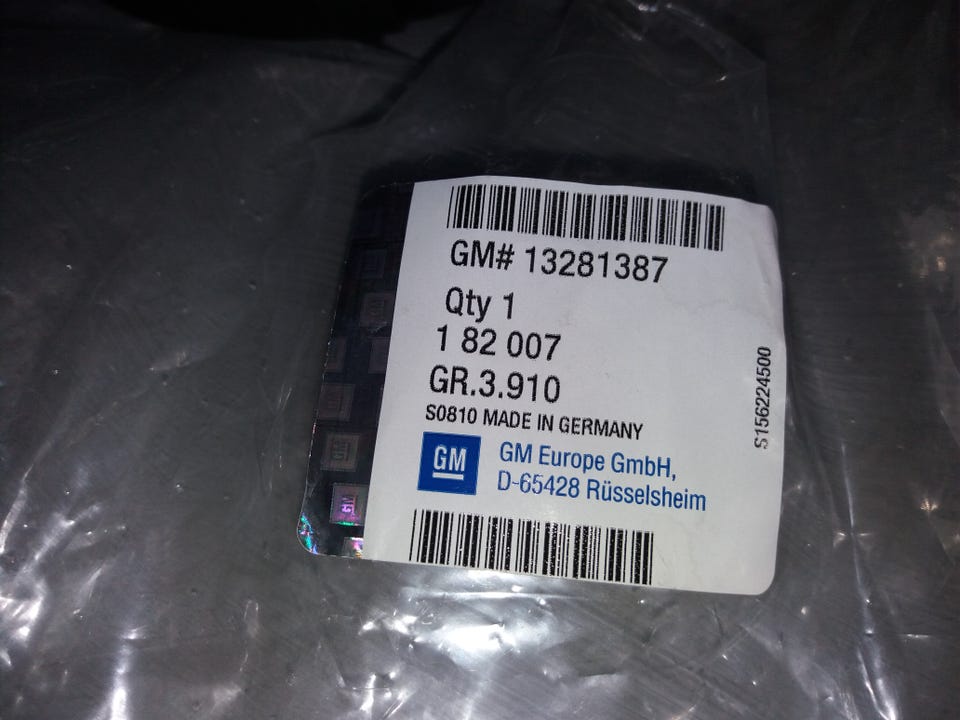 GM# 13281387
Qty 1
1 82 007
GR.3.910
S0810 MADE IN GERMANY
GM
GM Europe GmbH,
D-65428 Rüsselsheim
S156224500
GM